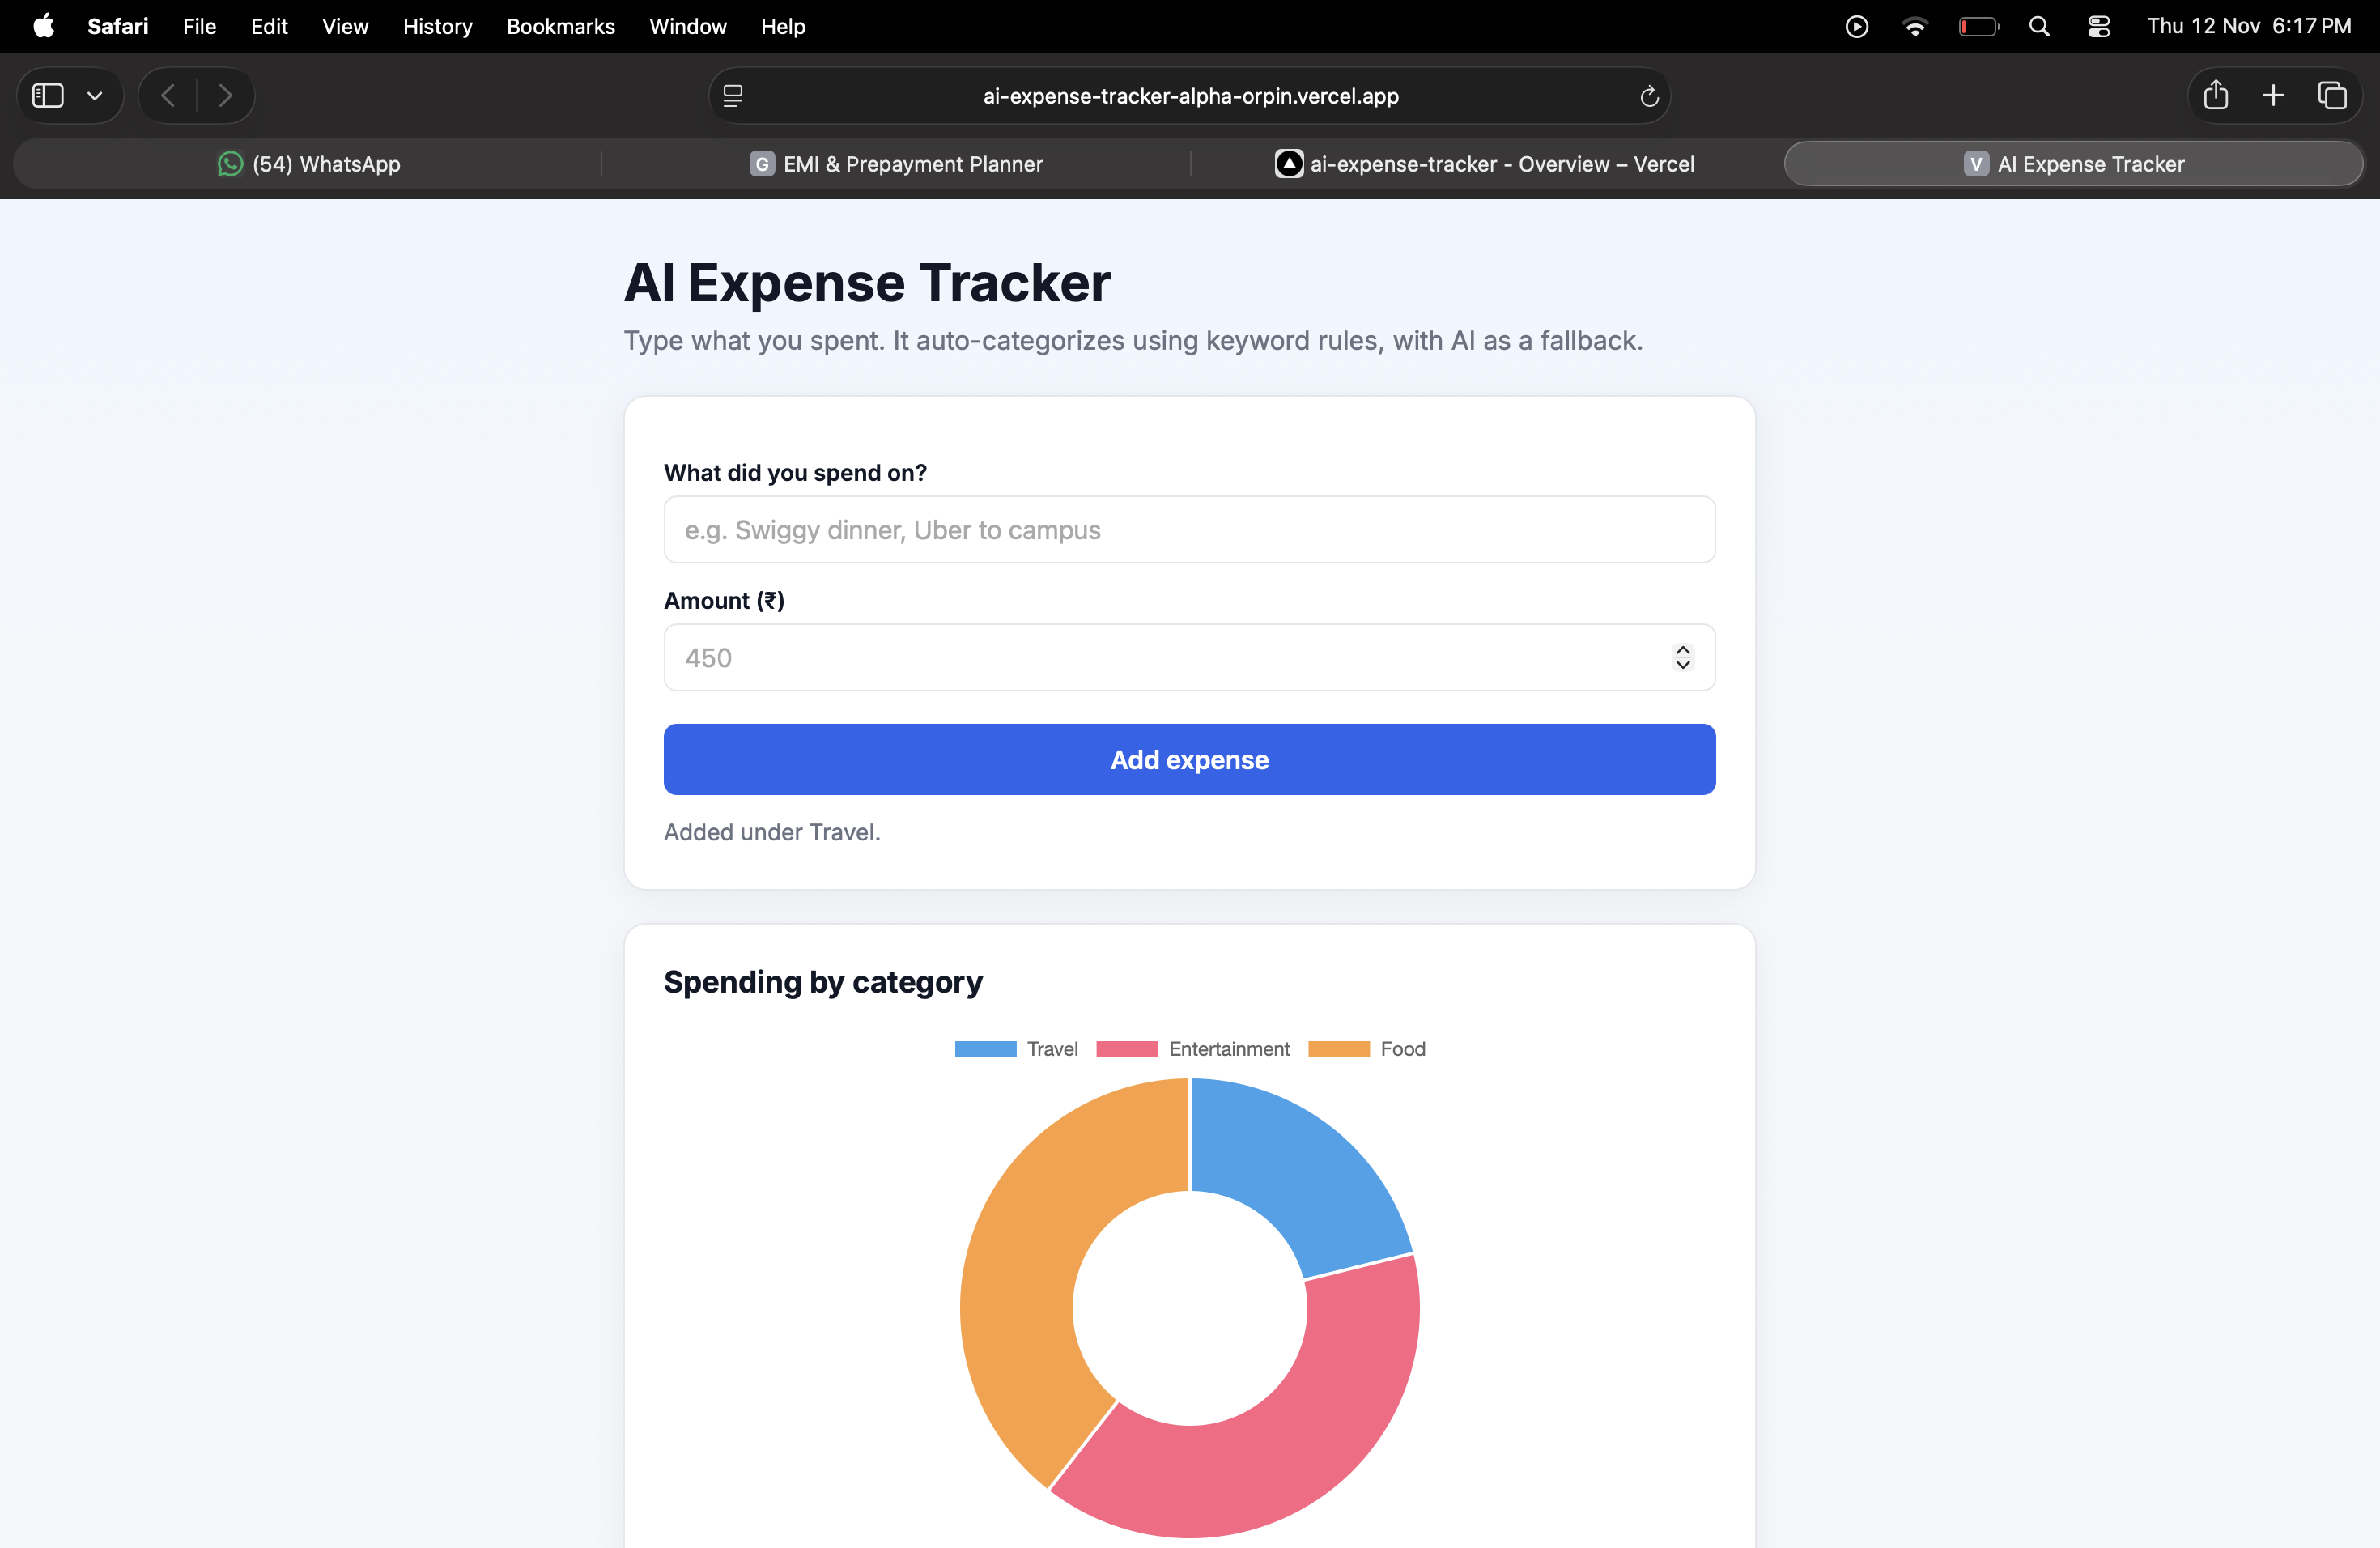 Safari File Edit View History Bookmarks Window Help Thu 12 Nov 6:17 PM
ai-expense-tracker-alpha-orpin.vercel.app
(54) WhatsApp G EMI & Prepayment Planner ai-expense-tracker - Overview – Vercel V AI Expense Tracker
AI Expense Tracker
Type what you spent. It auto-categorizes using keyword rules, with AI as a fallback.
What did you spend on?
e.g. Swiggy dinner, Uber to campus
Amount (₹)
450
Add expense
Added under Travel.
Spending by category
Travel Entertainment Food